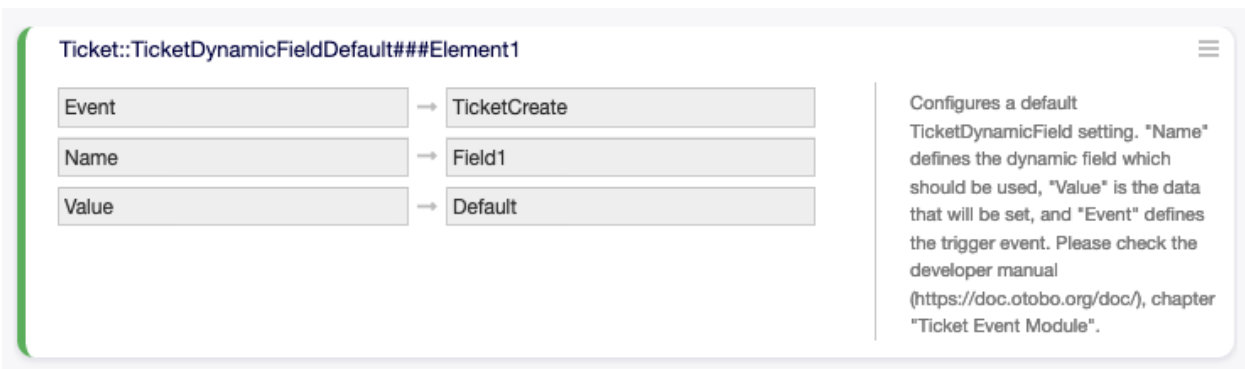 Ticket::TicketDynamicFieldDefault###Element1
Event → TicketCreate
Name → Field1
Value → Default
Configures a default
TicketDynamicField setting. "Name"
defines the dynamic field which
should be used, "Value" is the data
that will be set, and "Event" defines
the trigger event. Please check the
developer manual
(https://doc.otobo.org/doc/), chapter
"Ticket Event Module".